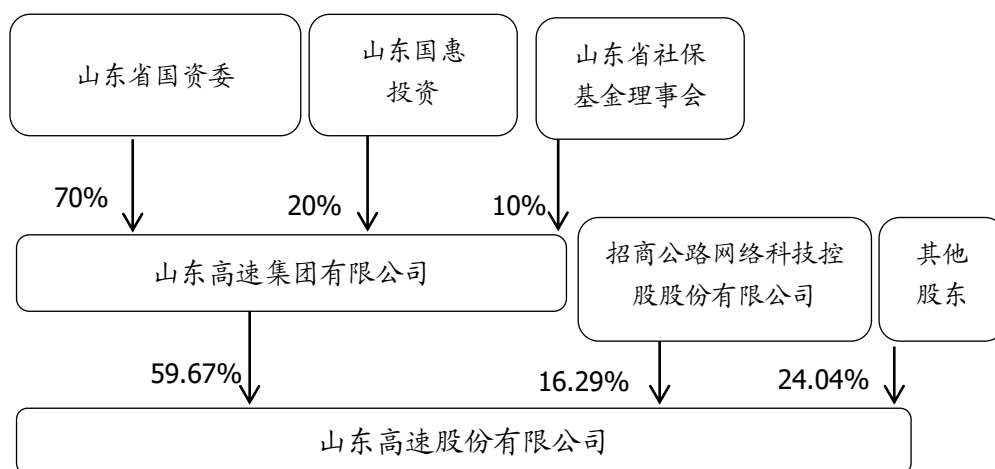 山东省国资委
山东国惠
投资
山东省社保
基金理事会
70%
20%
10%
山东高速集团有限公司
招商公路网络科技控
股股份有限公司
其他
股东
59.67%
16.29%
24.04%
山东高速股份有限公司